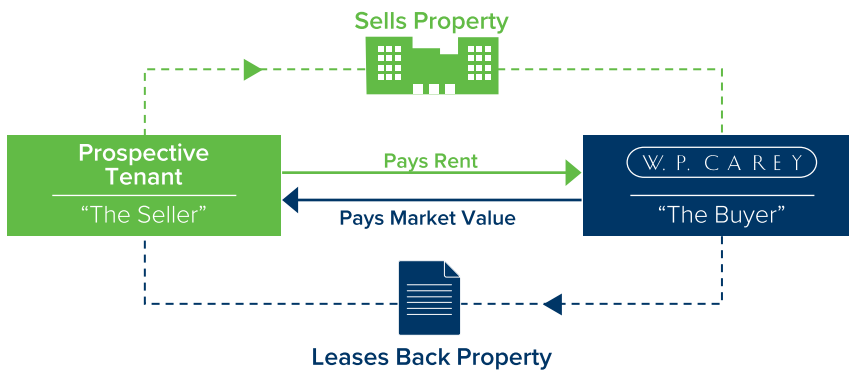 Sells Property
Prospective
Tenant
“The Seller”
Pays Rent
Pays Market Value
W. P. CAREY
“The Buyer”
Leases Back Property